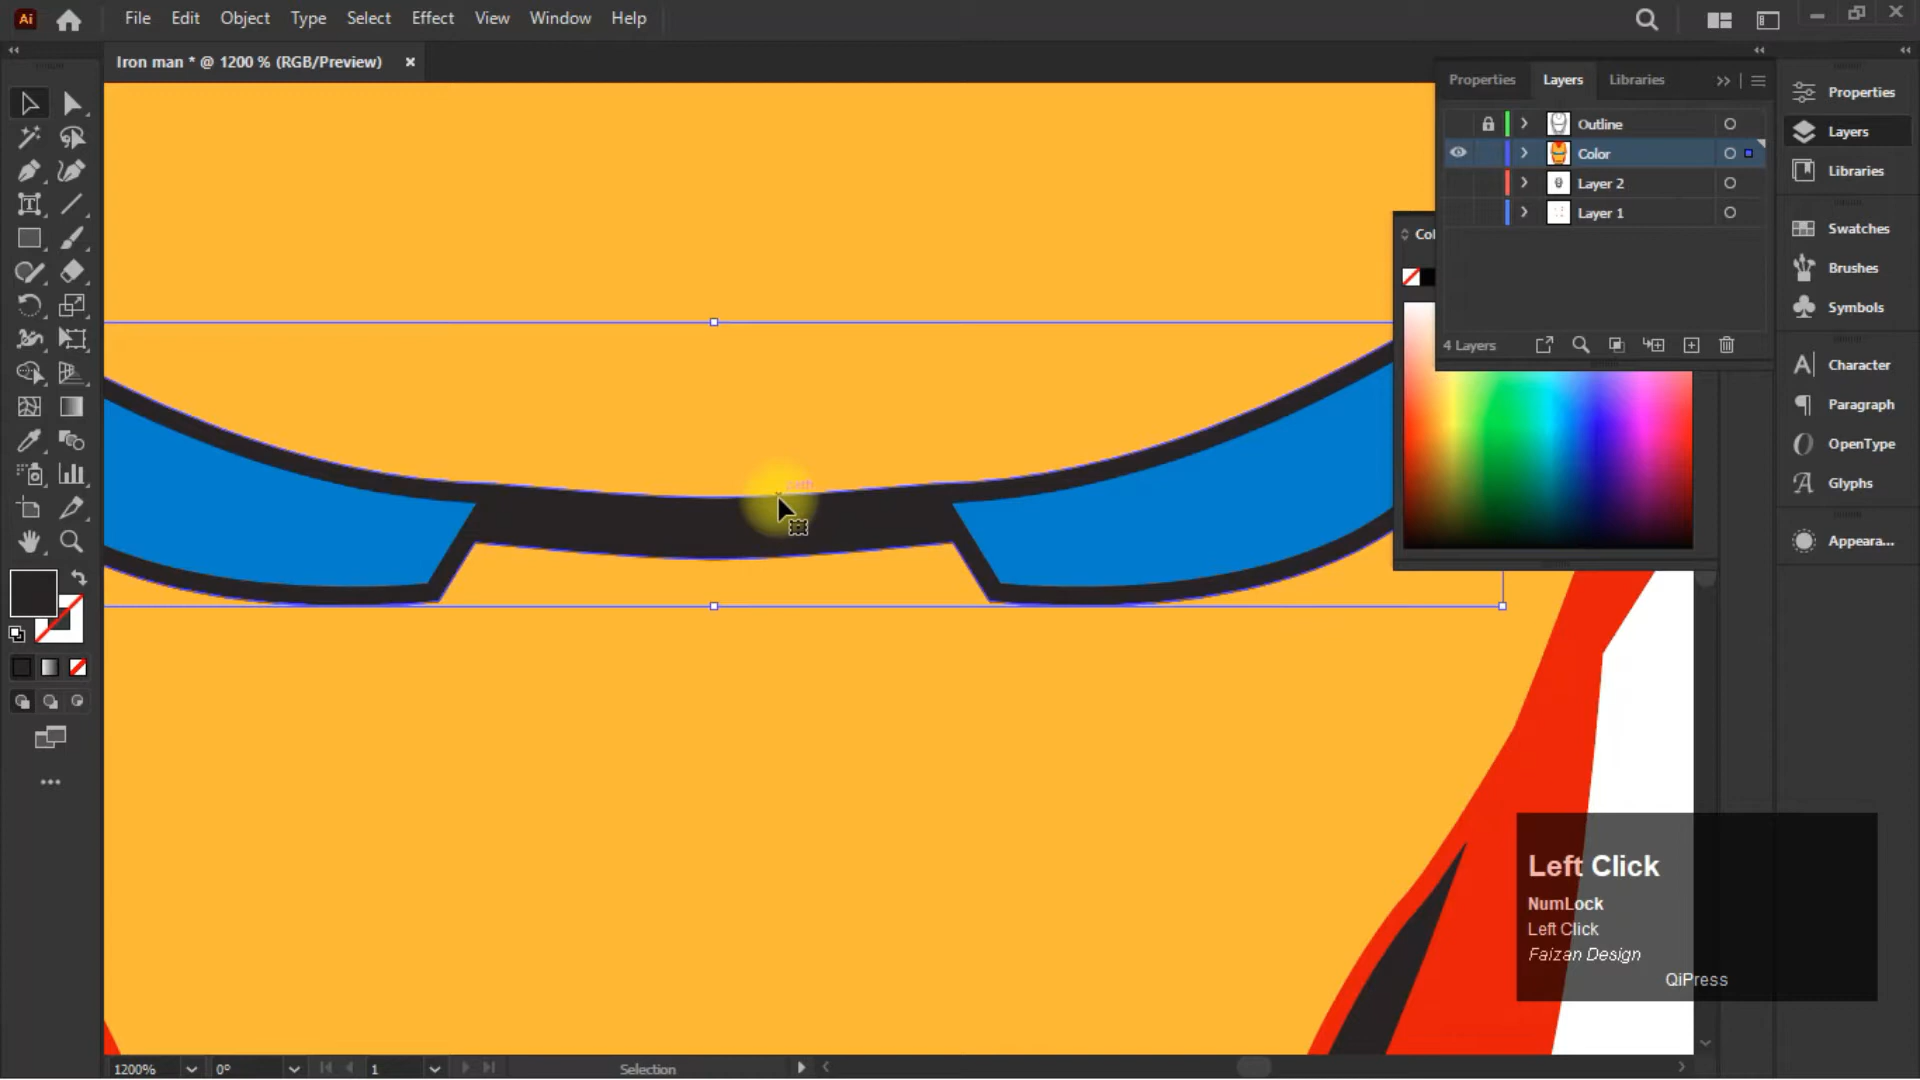 Ai
File Edit Object Type Select Effect View Window Help
Iron man * @ 1200 % (RGB/Preview) ×
Properties Layers Libraries
Outline
Color
Layer 2
Layer 1
4 Layers
Col
Properties
Layers
Libraries
Swatches
Brushes
Symbols
Character
Paragraph
OpenType
Glyphs
Appeara...
path
Left Click
NumLock
Left Click
Faizan Design
QiPress
1200% 0° 1 Selection